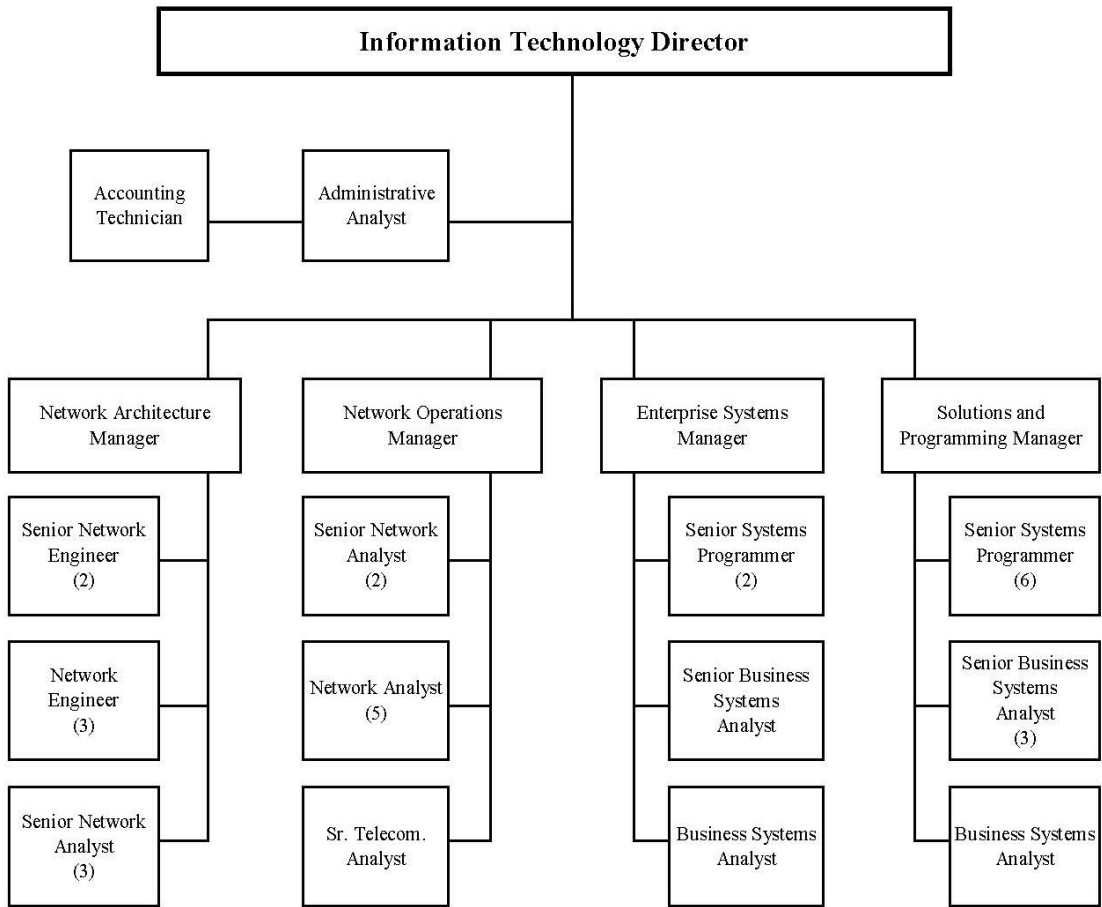 Information Technology Director
Accounting
Technician
Administrative
Analyst
Network Architecture
Manager
Network Operations
Manager
Enterprise Systems
Manager
Solutions and
Programming Manager
Senior Network
Engineer
(2)
Senior Network
Analyst
(2)
Senior Systems
Programmer
(2)
Senior Systems
Programmer
(6)
Network
Engineer
(3)
Network Analyst
(5)
Senior Business
Systems
Analyst
Senior Business
Systems
Analyst
(3)
Senior Network
Analyst
(3)
Sr. Telecom.
Analyst
Business Systems
Analyst
Business Systems
Analyst